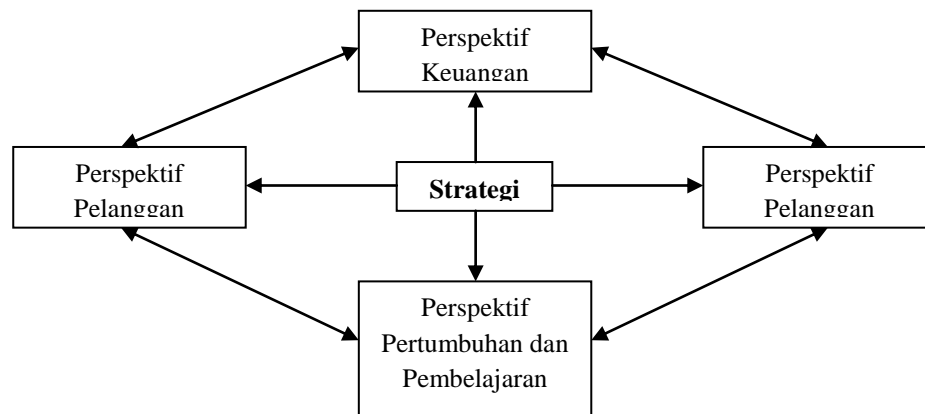 Perspektif
Keuangan
Perspektif
Pelanggan
Strategi
Perspektif
Pelanggan
Perspektif
Pertumbuhan dan
Pembelajaran